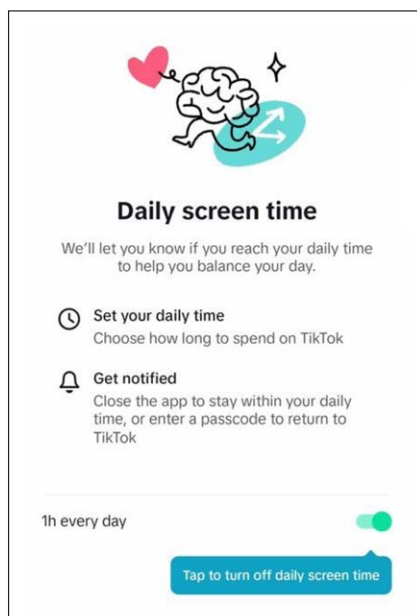 Daily screen time
We'll let you know if you reach your daily time
to help you balance your day.
Set your daily time
Choose how long to spend on TikTok
Get notified
Close the app to stay within your daily
time, or enter a passcode to return to
TikTok
1h every day
Tap to turn off daily screen time